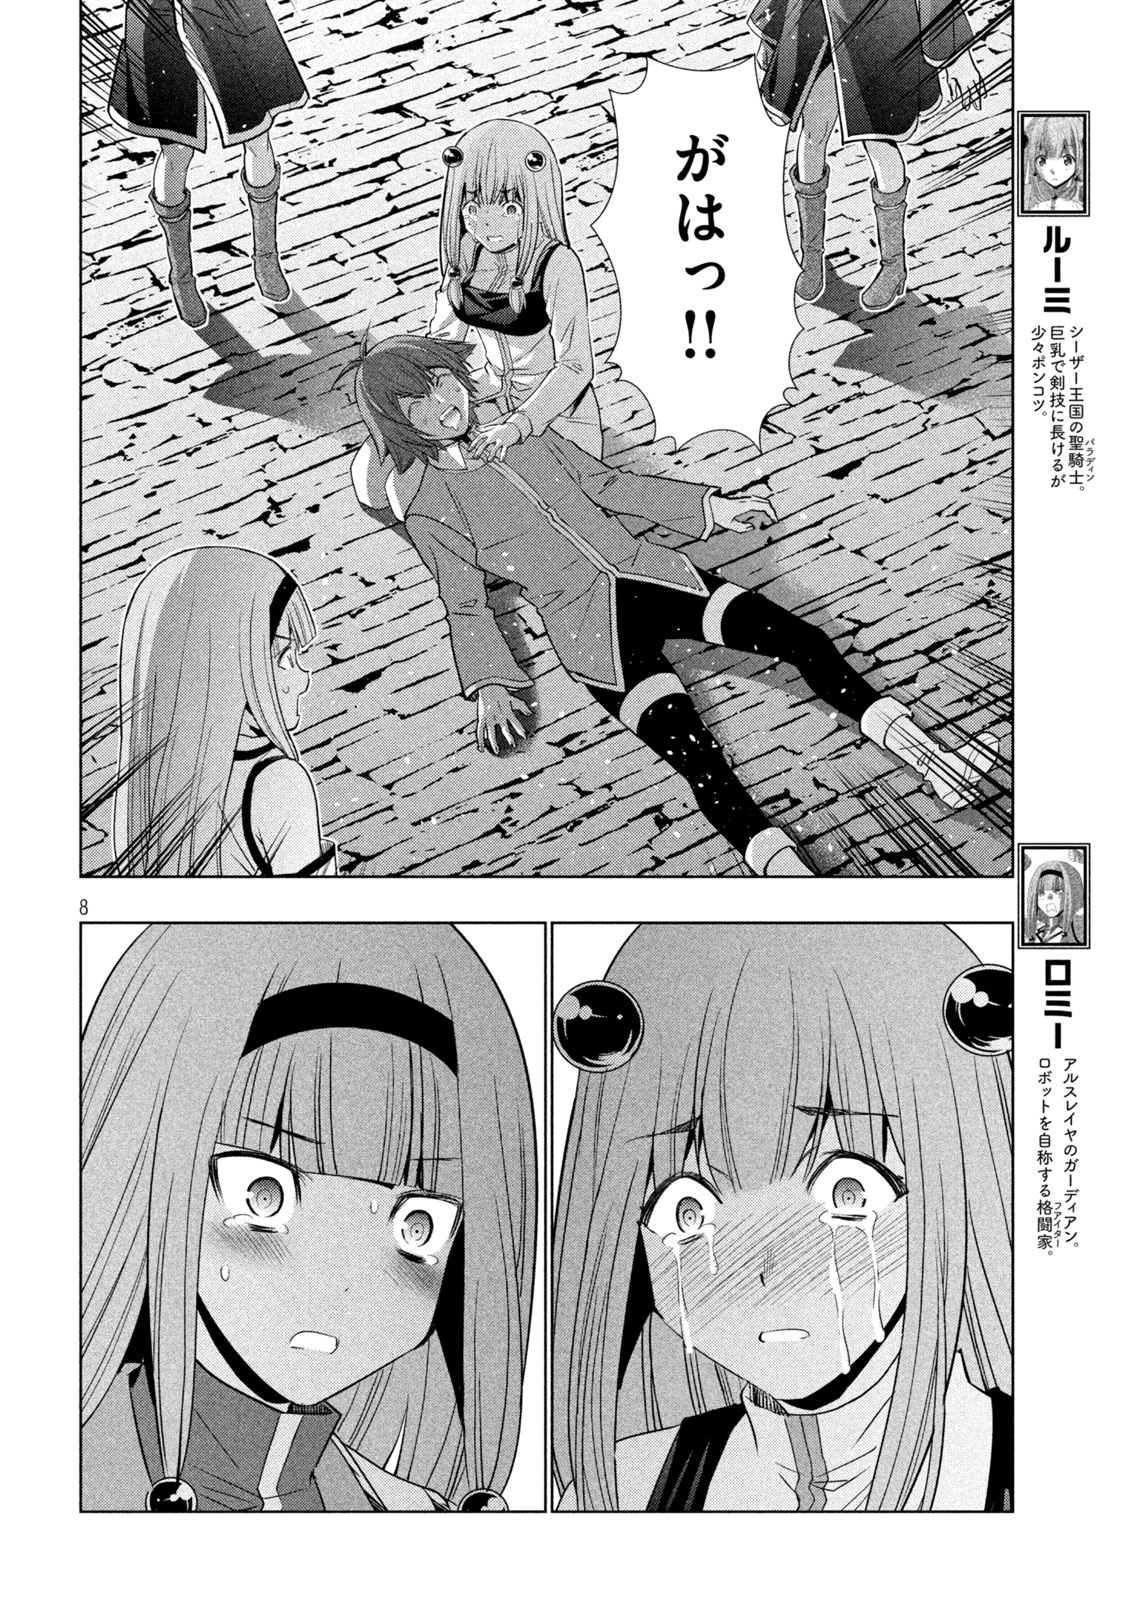 がはっ!!
ルーミ
シーザー王国の聖騎士。
パラディン
巨乳で剣技に長けるが
少々ポンコツ。
8
ロミー
アルスレイヤのガーディアン。
ロボットを自称する格闘家。
ファイター